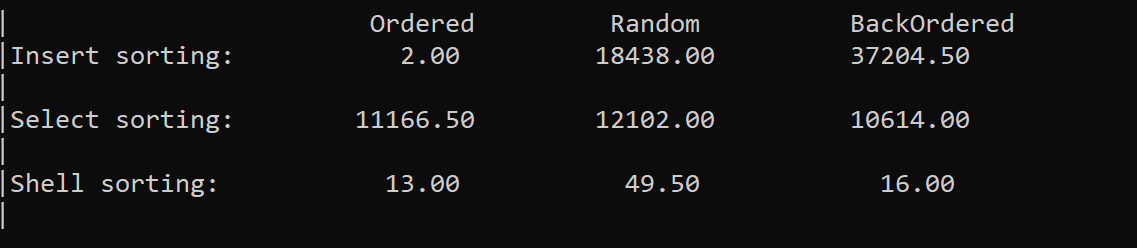 | Ordered Random BackOrdered
|Insert sorting: 2.00 18438.00 37204.50
|
|Select sorting: 11166.50 12102.00 10614.00
|
|Shell sorting: 13.00 49.50 16.00
|